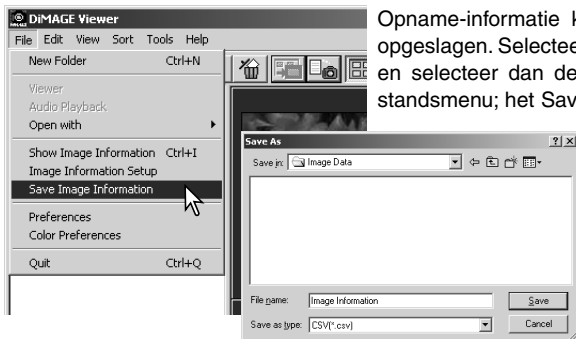 DiMAGE Viewer
File Edit View Sort Tools Help
New Folder Ctrl+N
Viewer
Audio Playback
Open with
Show Image Information Ctrl+I
Image Information Setup
Save Image Information
Preferences
Color Preferences
Quit Ctrl+Q
Opname-informatie
opgeslagen. Selectee
en selecteer dan de
standsmenu; het Sav
Save As
Save in: Image Data
File name: Image Information Save
Save as type: CSV(*.csv) Cancel